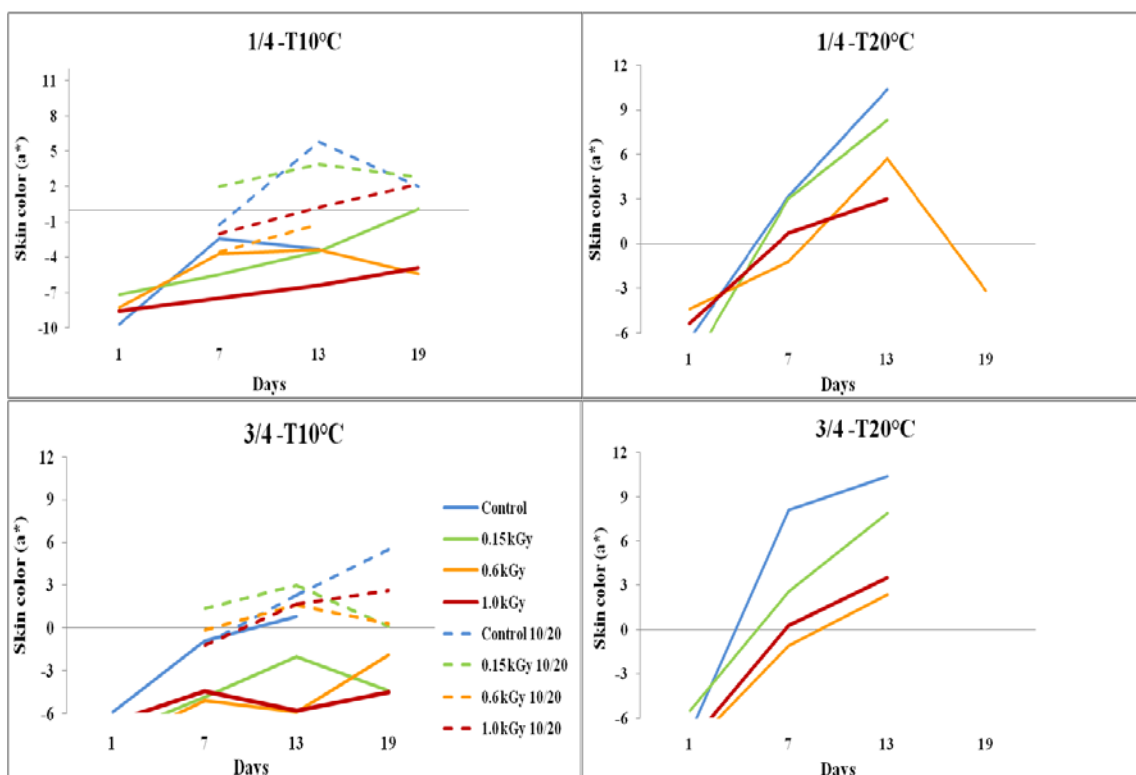 1/4 -T10°C
Skin color (a*)
11
8
5
2
-1
-4
-7
-10
1 7 13 19
Days
1/4 -T20°C
Skin color (a*)
12
9
6
3
0
-3
-6
1 7 13 19
Days
3/4 -T10°C
Skin color (a*)
12
9
6
3
0
-3
-6
1 7 13 19
Days
Control
0.15kGy
0.6kGy
1.0kGy
Control 10/20
0.15kGy 10/20
0.6kGy 10/20
1.0kGy 10/20
3/4 -T20°C
Skin color (a*)
12
9
6
3
0
-3
-6
1 7 13 19
Days